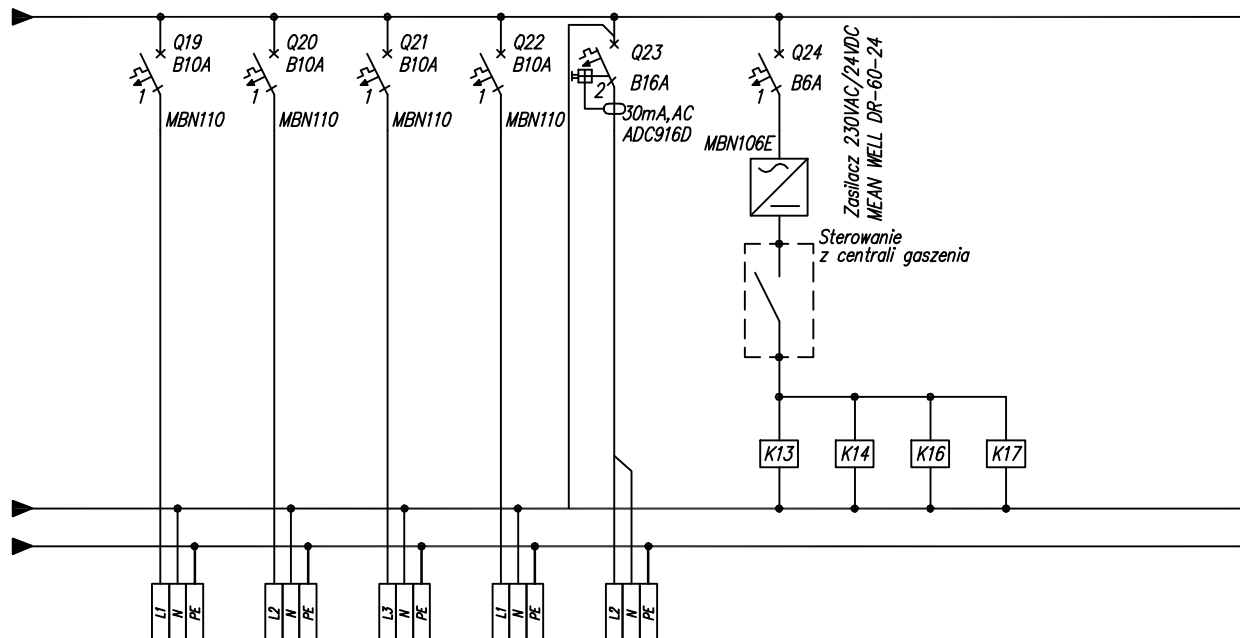 Q19
B10A
1
MBN110
Q20
B10A
1
MBN110
Q21
B10A
1
MBN110
Q22
B10A
1
MBN110
Q23
B16A
2
30mA,AC
ADC916D
Q24
B6A
1
MBN106E
Zasilacz 230VAC/24VDC
MEAN WELL DR-60-24
Sterowanie
z centrali gaszenia
K13
K14
K16
K17
L1
N
PE
L2
N
PE
L3
N
PE
L1
N
PE
L2
N
PE